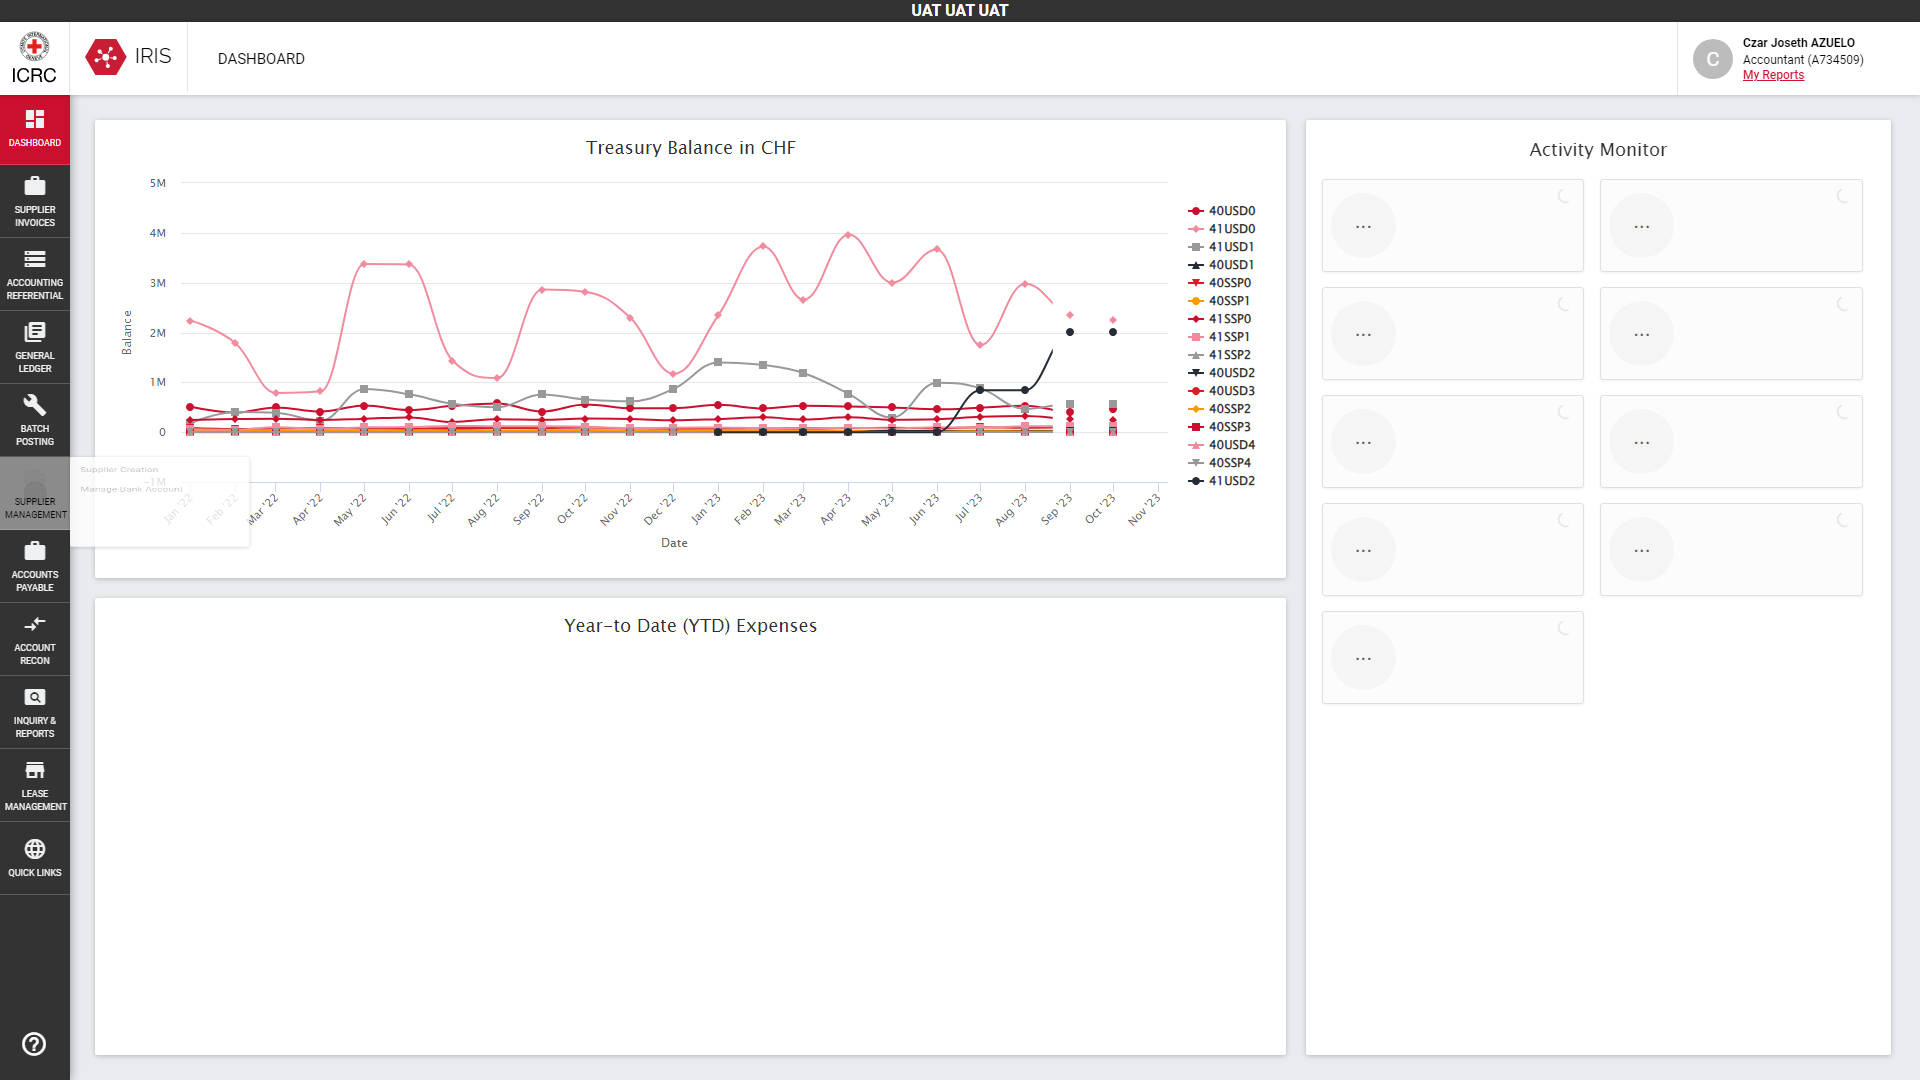 UAT UAT UAT
ICRC
IRIS
DASHBOARD
Czar Joseth AZUELO
Accountant (A734509)
My Reports
C
DASHBOARD
SUPPLIER
INVOICES
ACCOUNTING
REFERENTIAL
GENERAL
LEDGER
BATCH
POSTING
SUPPLIER
MANAGEMENT
Supplier Creation
Manage Bank Account
ACCOUNTS
PAYABLE
ACCOUNT
RECON
INQUIRY &
REPORTS
LEASE
MANAGEMENT
QUICK LINKS
Treasury Balance in CHF
Balance
5M
4M
3M
2M
1M
0
-1M
Jan '22
Feb '22
Mar '22
Apr '22
May '22
Jun '22
Jul '22
Aug '22
Sep '22
Oct '22
Nov '22
Dec '22
Jan '23
Feb '23
Mar '23
Apr '23
May '23
Jun '23
Jul '23
Aug '23
Sep '23
Oct '23
Nov '23
Date
40USD0
41USD0
41USD1
40USD1
40SSP0
40SSP1
41SSP0
41SSP1
41SSP2
40USD2
40USD3
40SSP2
40SSP3
40USD4
40SSP4
41USD2
Year-to Date (YTD) Expenses
Activity Monitor
...
...
...
...
...
...
...
...
...